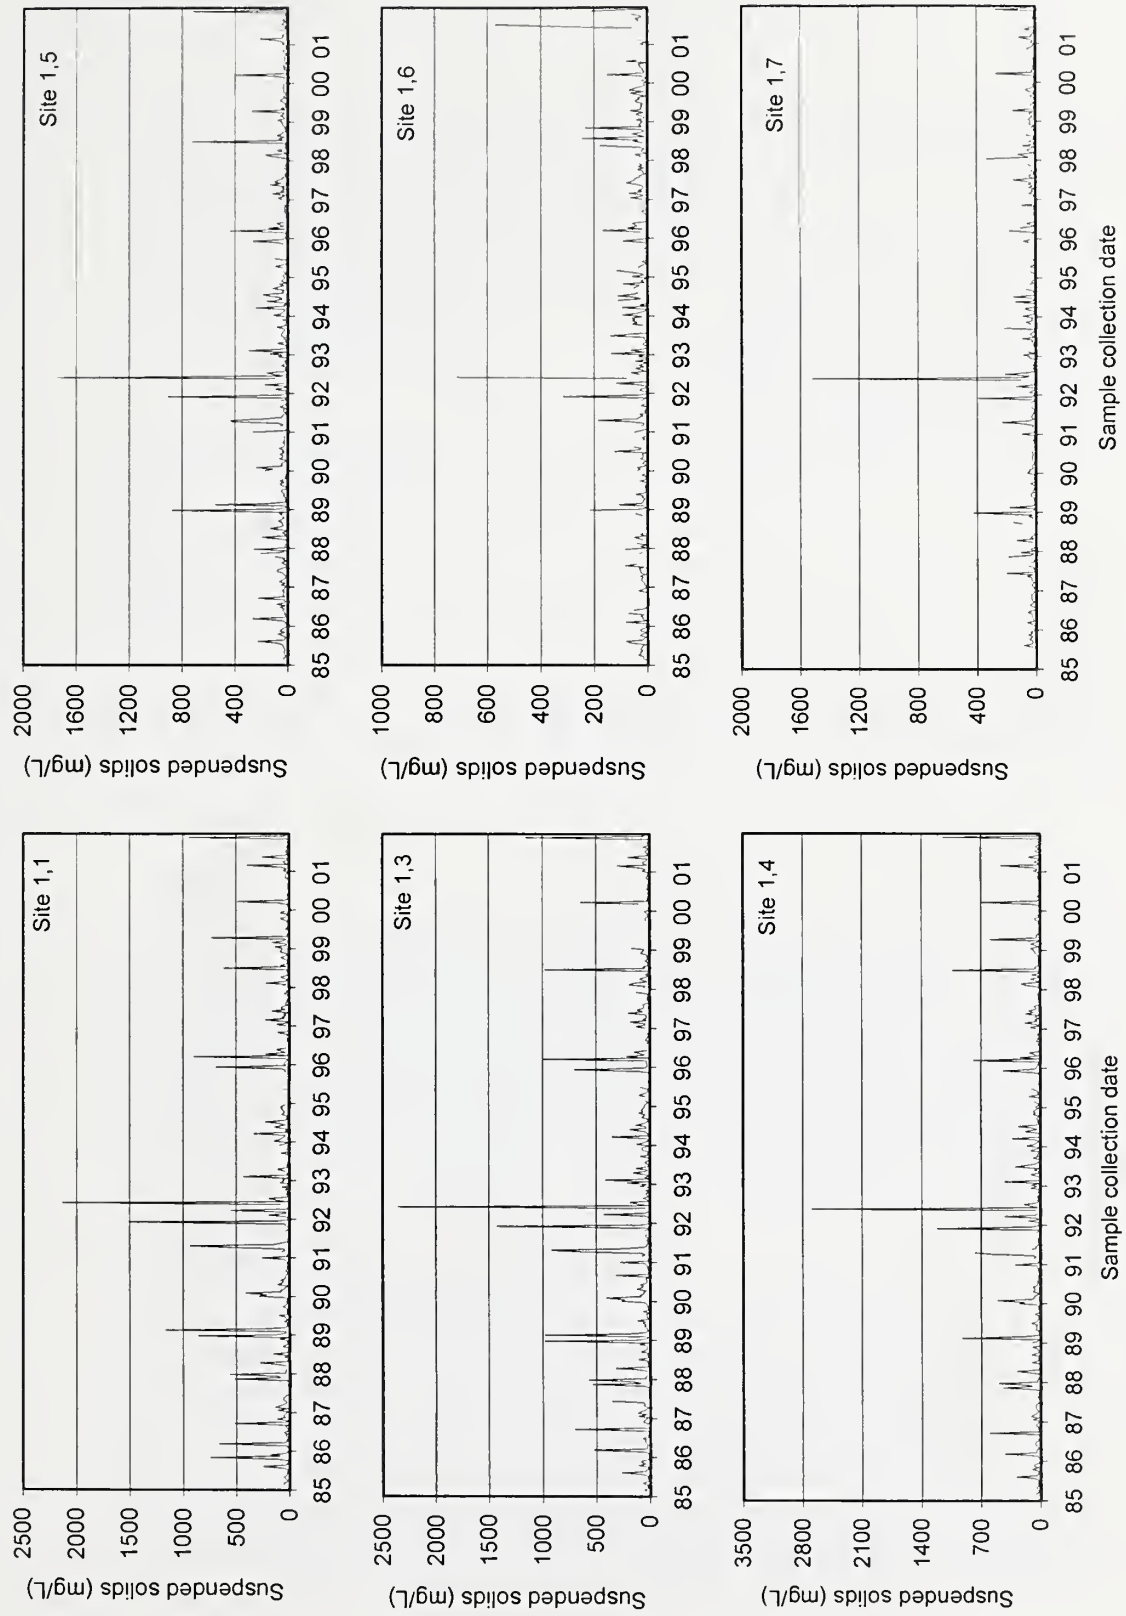 Site 1,1
Suspended solids (mg/L)
2500
2000
1500
1000
500
0
85 86 87 88 89 90 91 92 93 94 95 96 97 98 99 00 01
Site 1,3
Suspended solids (mg/L)
2500
2000
1500
1000
500
0
85 86 87 88 89 90 91 92 93 94 95 96 97 98 99 00 01
Site 1,4
Suspended solids (mg/L)
3500
2800
2100
1400
700
0
85 86 87 88 89 90 91 92 93 94 95 96 97 98 99 00 01
Sample collection date
Site 1,5
Suspended solids (mg/L)
2000
1600
1200
800
400
0
85 86 87 88 89 90 91 92 93 94 95 96 97 98 99 00 01
Site 1,6
Suspended solids (mg/L)
1000
800
600
400
200
0
85 86 87 88 89 90 91 92 93 94 95 96 97 98 99 00 01
Site 1,7
Suspended solids (mg/L)
2000
1600
1200
800
400
0
85 86 87 88 89 90 91 92 93 94 95 96 97 98 99 00 01
Sample collection date